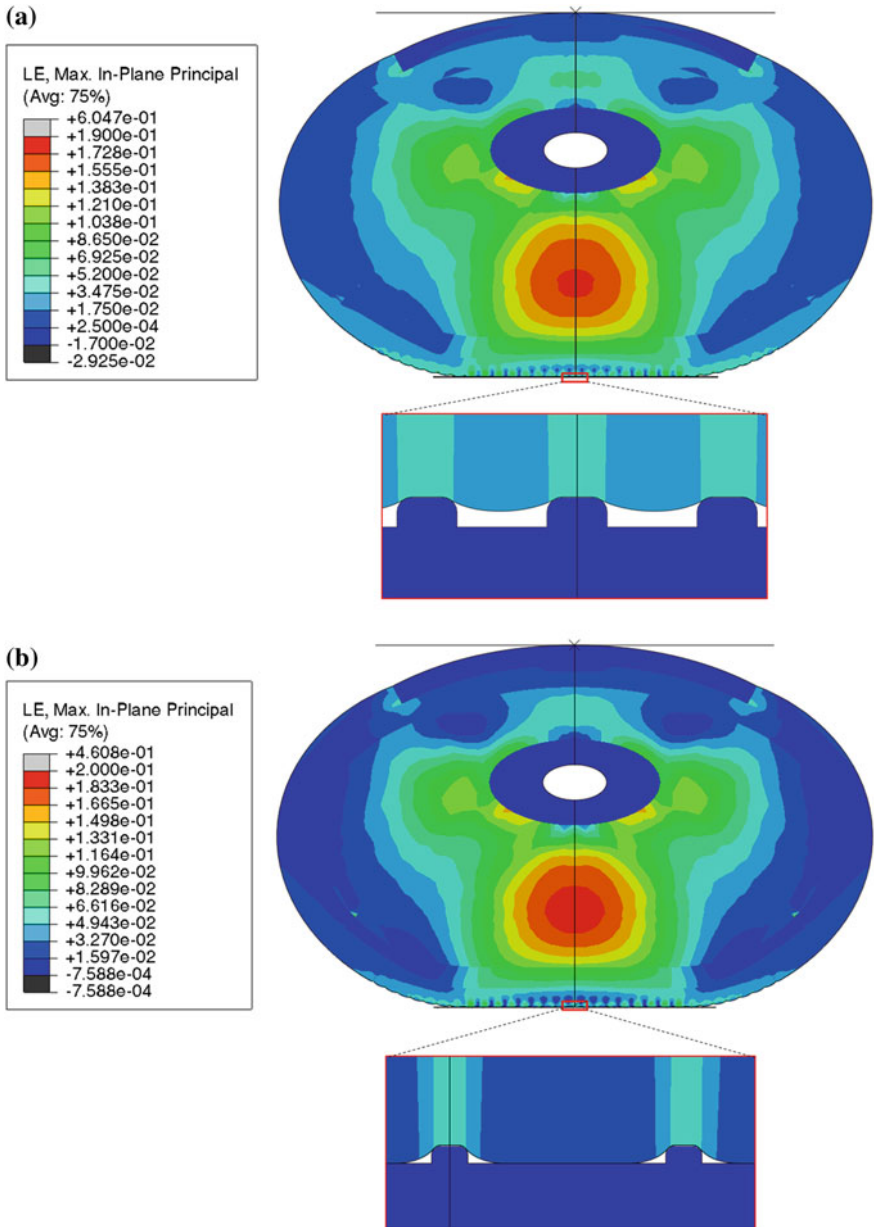 (a)
LE, Max. In-Plane Principal
(Avg: 75%)
+6.047e-01
+1.900e-01
+1.728e-01
+1.555e-01
+1.383e-01
+1.210e-01
+1.038e-01
+8.650e-02
+6.925e-02
+5.200e-02
+3.475e-02
+1.750e-02
+2.500e-04
-1.700e-02
-2.925e-02
(b)
LE, Max. In-Plane Principal
(Avg: 75%)
+4.608e-01
+2.000e-01
+1.833e-01
+1.665e-01
+1.498e-01
+1.331e-01
+1.164e-01
+9.962e-02
+8.289e-02
+6.616e-02
+4.943e-02
+3.270e-02
+1.597e-02
-7.588e-04
-7.588e-04